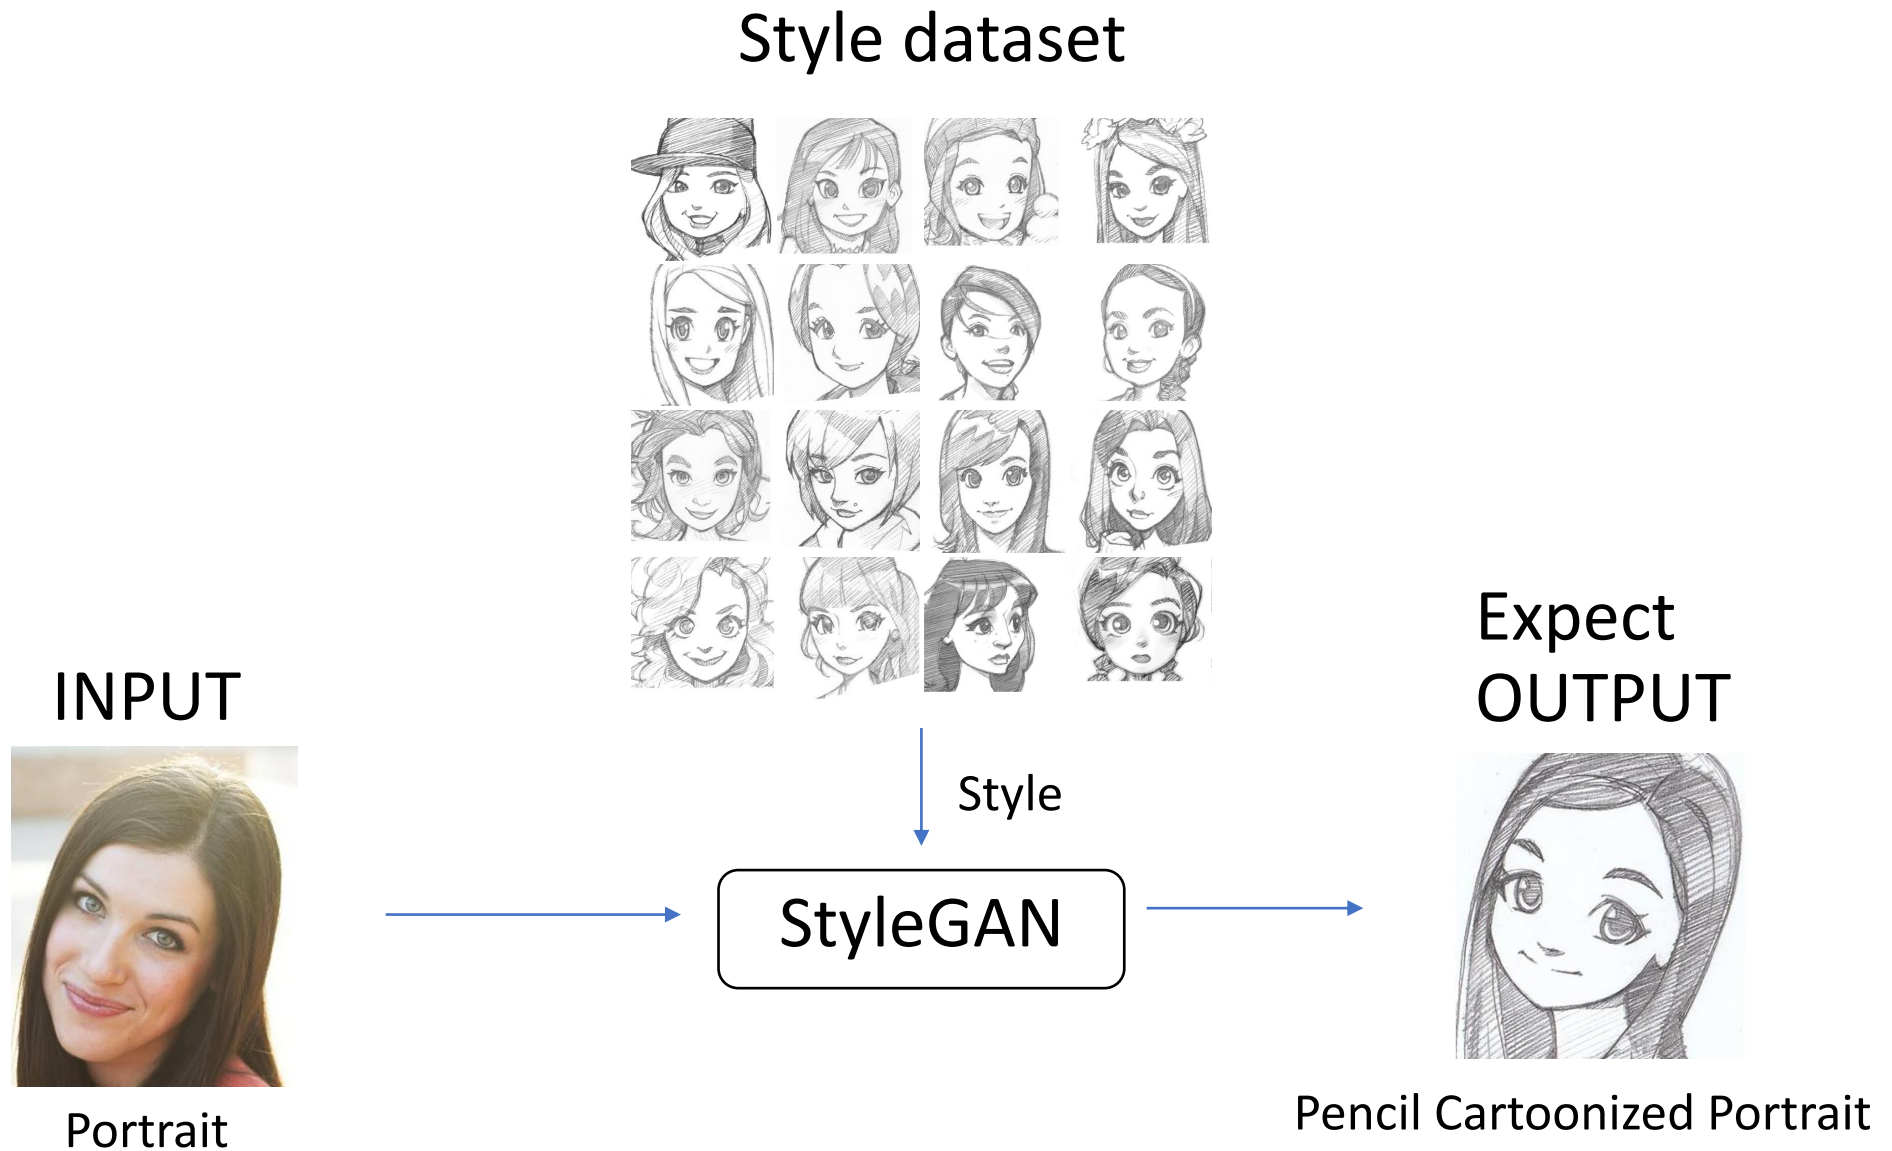 Style dataset
INPUT
Portrait
Style
StyleGAN
Expect
OUTPUT
Pencil Cartoonized Portrait